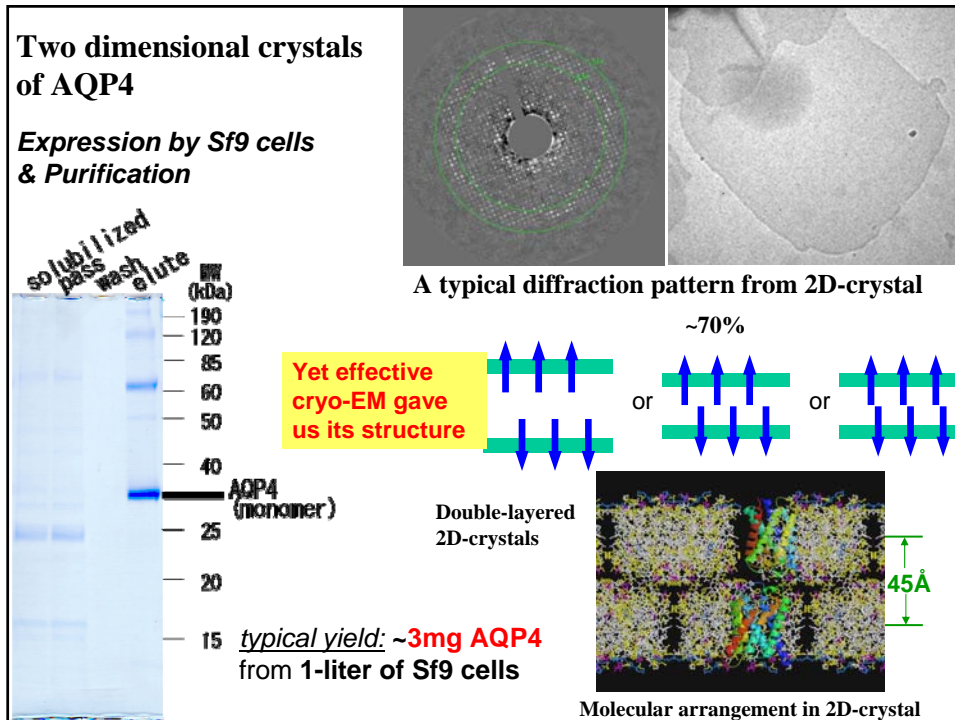 Two dimensional crystals
of AQP4
Expression by Sf9 cells
& Purification
solubilized
pass
wash
elute
MW
(kDa)
190
120
85
60
50
40
AQP4
(monomer)
25
20
15
A typical diffraction pattern from 2D-crystal
~70%
Yet effective
cryo-EM gave
us its structure
or
or
Double-layered
2D-crystals
45Å
typical yield: ~3mg AQP4
from 1-liter of Sf9 cells
Molecular arrangement in 2D-crystal